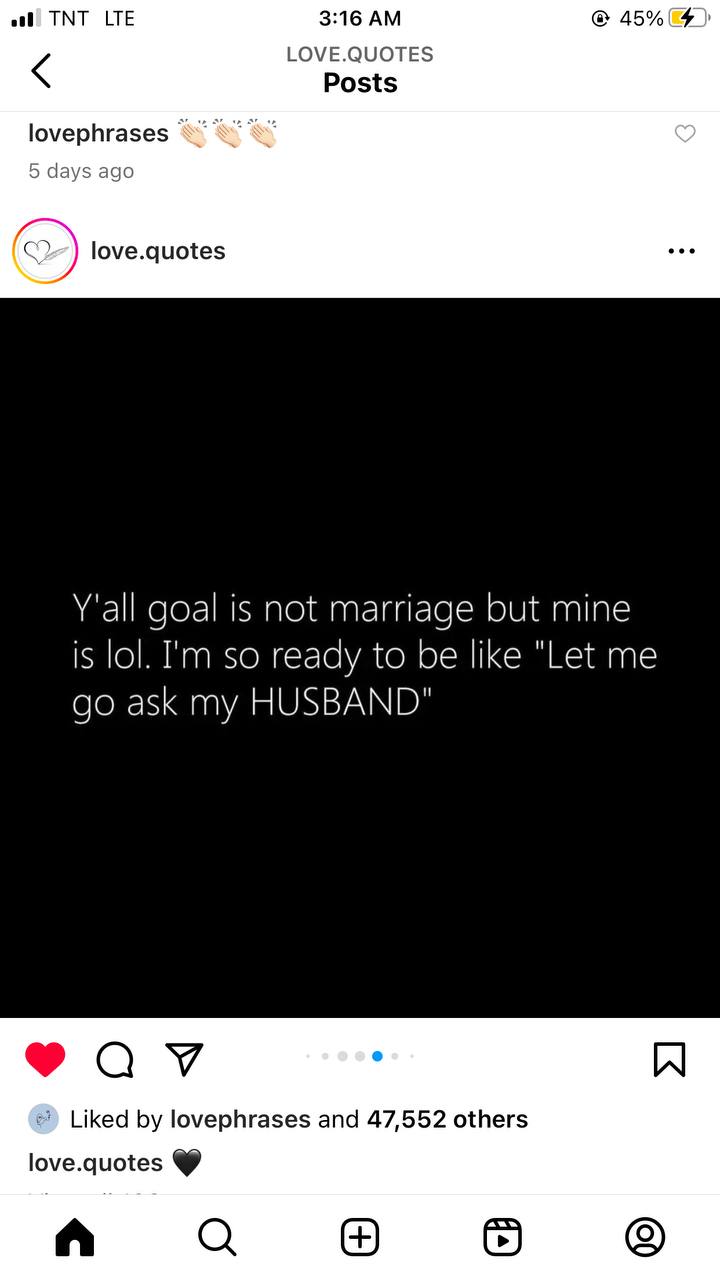 TNT LTE 3:16 AM 45%
LOVE.QUOTES
Posts
lovephrases 👏🏻👏🏻👏🏻
5 days ago
love.quotes
Y'all goal is not marriage but mine
is lol. I'm so ready to be like "Let me
go ask my HUSBAND"
Liked by lovephrases and 47,552 others
love.quotes 🖤